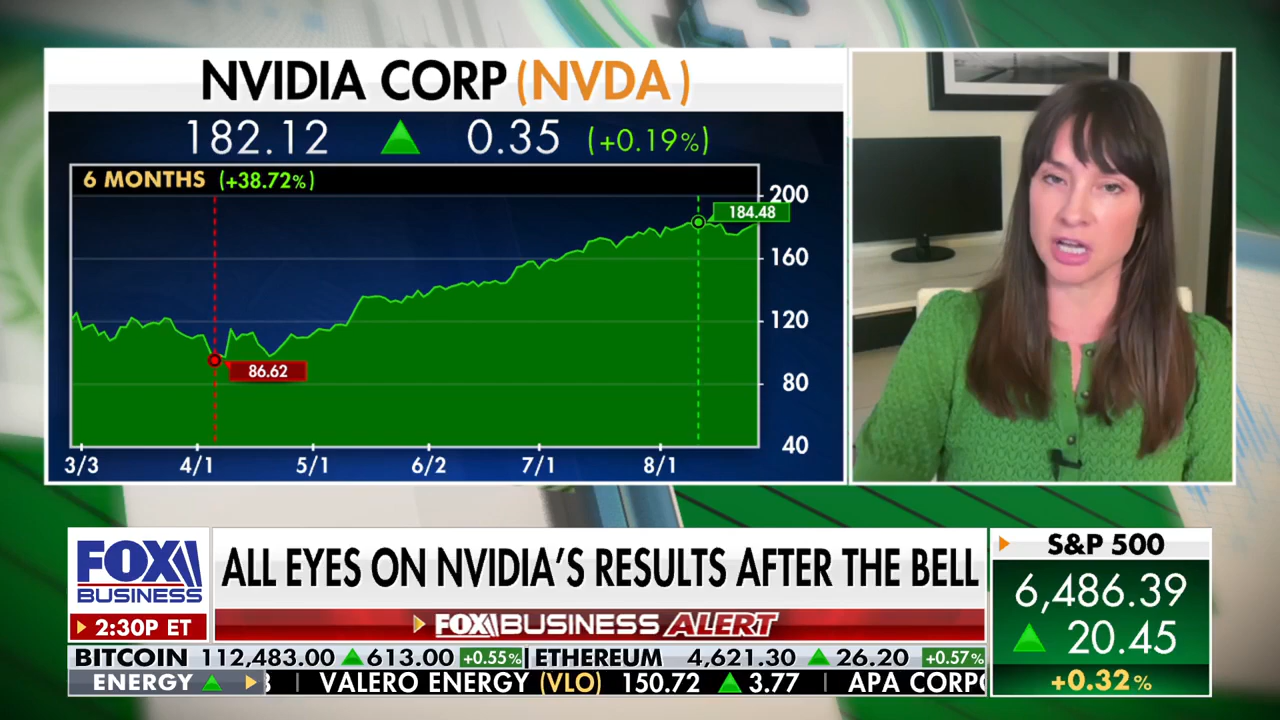 NVIDIA CORP (NVDA)
182.12 ▲ 0.35 (+0.19%)
6 MONTHS (+38.72%)
200
184.48
160
120
86.62
80
40
3/3 4/1 5/1 6/2 7/1 8/1
FOX BUSINESS
2:30P ET
ALL EYES ON NVIDIA'S RESULTS AFTER THE BELL
FOX BUSINESS ALERT
S&P 500
6,486.39
▲ 20.45
+0.32%
BITCOIN 112,483.00 ▲ 613.00 +0.55% ETHEREUM 4,621.30 ▲ 26.20 +0.57%
ENERGY ▲ VALERO ENERGY (VLO) 150.72 ▲ 3.77 | APA